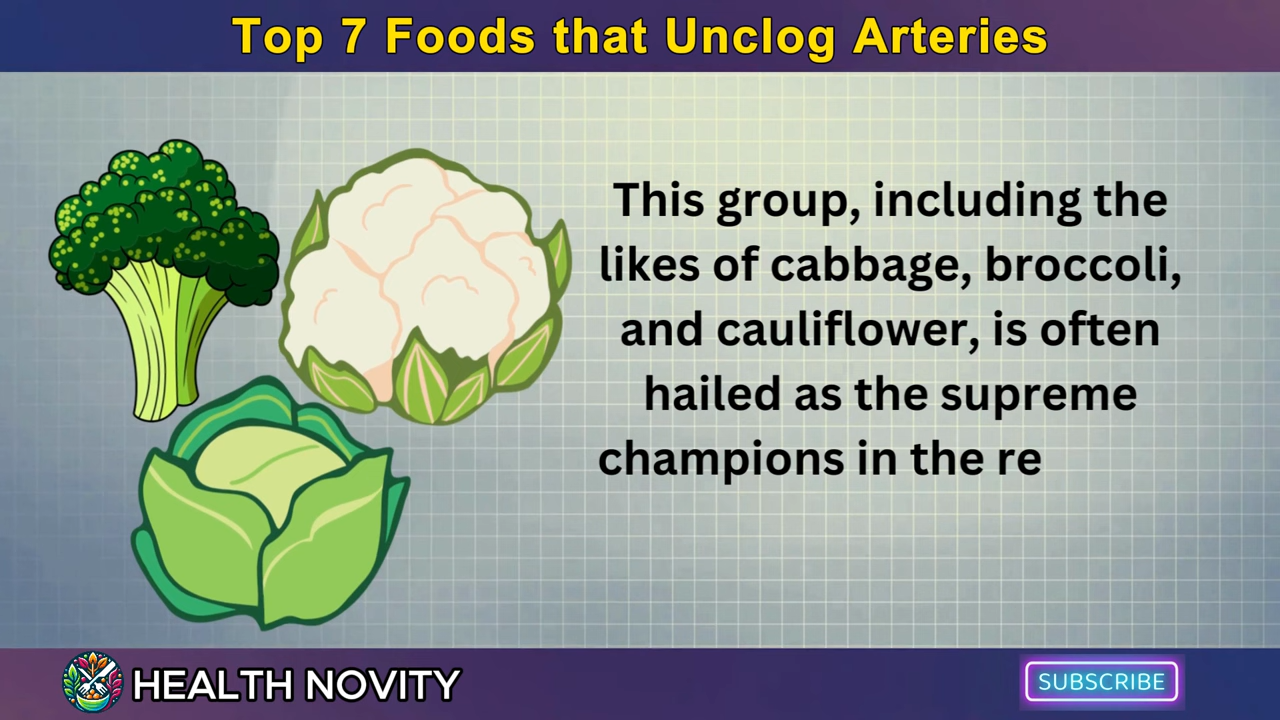 Top 7 Foods that Unclog Arteries
This group, including the
likes of cabbage, broccoli,
and cauliflower, is often
hailed as the supreme
champions in the re
HEALTH NOVITY
SUBSCRIBE